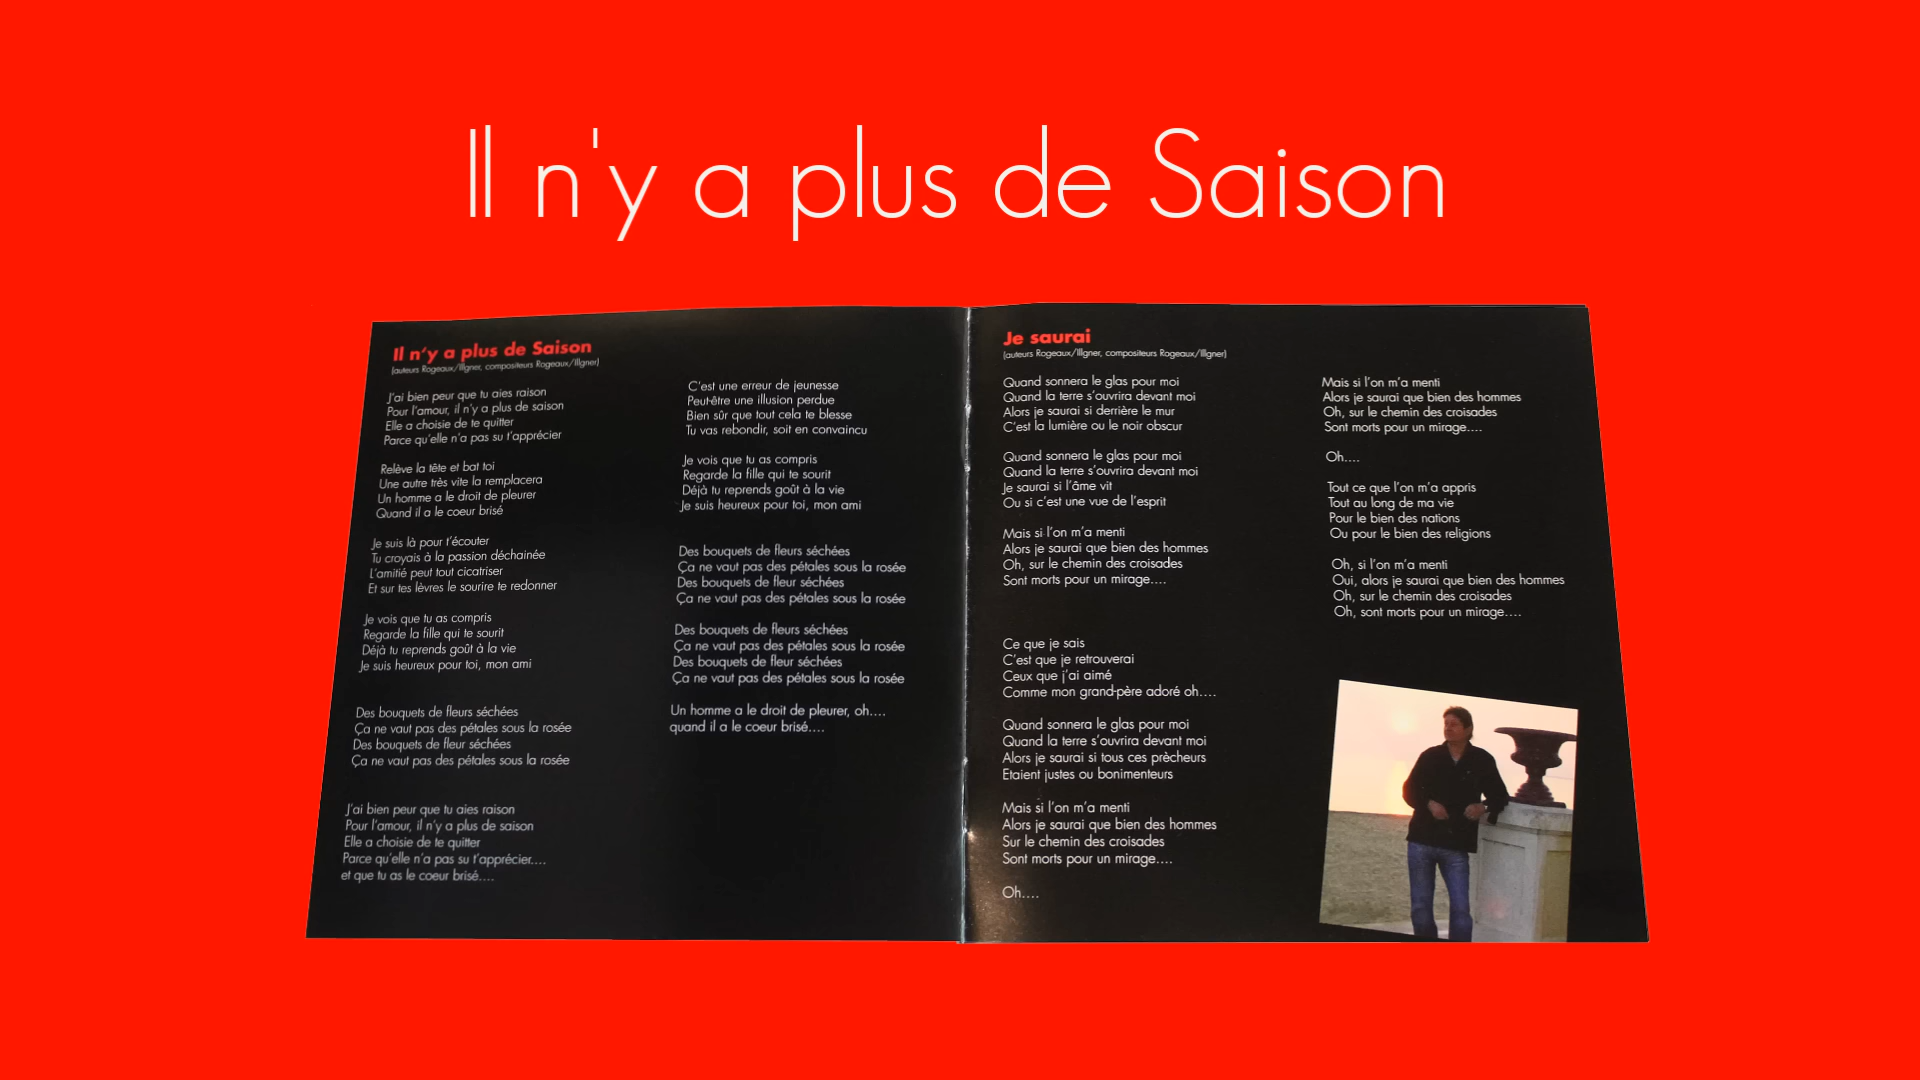 Il n'y a plus de Saison
Il n'y a plus de Saison
(auteurs Rogeaux/Illgner, compositeurs Rogeaux/Illgner)
J'ai bien peur que tu aies raison
Pour l'amour, il n'y a plus de saison
Elle a choisie de te quitter
Parce qu'elle n'a pas su t'apprécier
Relève la tête et bat toi
Une autre très vite la remplacera
Un homme a le droit de pleurer
Quand il a le coeur brisé
Je suis là pour t'écouter
Tu croyais à la passion déchainée
L'amitié peut tout cicatriser
Et sur tes lèvres le sourire te redonner
Je vois que tu as compris
Regarde la fille qui te sourit
Déjà tu reprends goût à la vie
Je suis heureux pour toi, mon ami
Des bouquets de fleurs séchées
Ça ne vaut pas des pétales sous la rosée
Des bouquets de fleur séchées
Ça ne vaut pas des pétales sous la rosée
J'ai bien peur que tu aies raison
Pour l'amour, il n'y a plus de saison
Elle a choisie de te quitter
Parce qu'elle n'a pas su t'apprécier....
et que tu as le coeur brisé....
C'est une erreur de jeunesse
Peut-être une illusion perdue
Bien sûr que tout cela te blesse
Tu vas rebondir, soit en convaincu
Je vois que tu as compris
Regarde la fille qui te sourit
Déjà tu reprends goût à la vie
Je suis heureux pour toi, mon ami
Des bouquets de fleurs séchées
Ça ne vaut pas des pétales sous la rosée
Des bouquets de fleur séchées
Ça ne vaut pas des pétales sous la rosée
Des bouquets de fleurs séchées
Ça ne vaut pas des pétales sous la rosée
Des bouquets de fleur séchées
Ça ne vaut pas des pétales sous la rosée
Un homme a le droit de pleurer, oh....
quand il a le coeur brisé....
Je saurai
(auteurs Rogeaux/Illgner, compositeurs Rogeaux/Illgner)
Quand sonnera le glas pour moi
Quand la terre s'ouvrira devant moi
Alors je saurai si derrière le mur
C'est la lumière ou le noir obscur
Quand sonnera le glas pour moi
Quand la terre s'ouvrira devant moi
Je saurai si l'âme vit
Ou si c'est une vue de l'esprit
Mais si l'on m'a menti
Alors je saurai que bien des hommes
Oh, sur le chemin des croisades
Sont morts pour un mirage....
Ce que je sais
C'est que je retrouverai
Ceux que j'ai aimé
Comme mon grand-père adoré oh....
Quand sonnera le glas pour moi
Quand la terre s'ouvrira devant moi
Alors je saurai si tous ces prècheurs
Etaient justes ou bonimenteurs
Mais si l'on m'a menti
Alors je saurai que bien des hommes
Sur le chemin des croisades
Sont morts pour un mirage....
Oh....
Mais si l'on m'a menti
Alors je saurai que bien des hommes
Oh, sur le chemin des croisades
Sont morts pour un mirage....
Oh....
Tout ce que l'on m'a appris
Tout au long de ma vie
Pour le bien des nations
Ou pour le bien des religions
Oh, si l'on m'a menti
Oui, alors je saurai que bien des hommes
Oh, sur le chemin des croisades
Oh, sont morts pour un mirage....